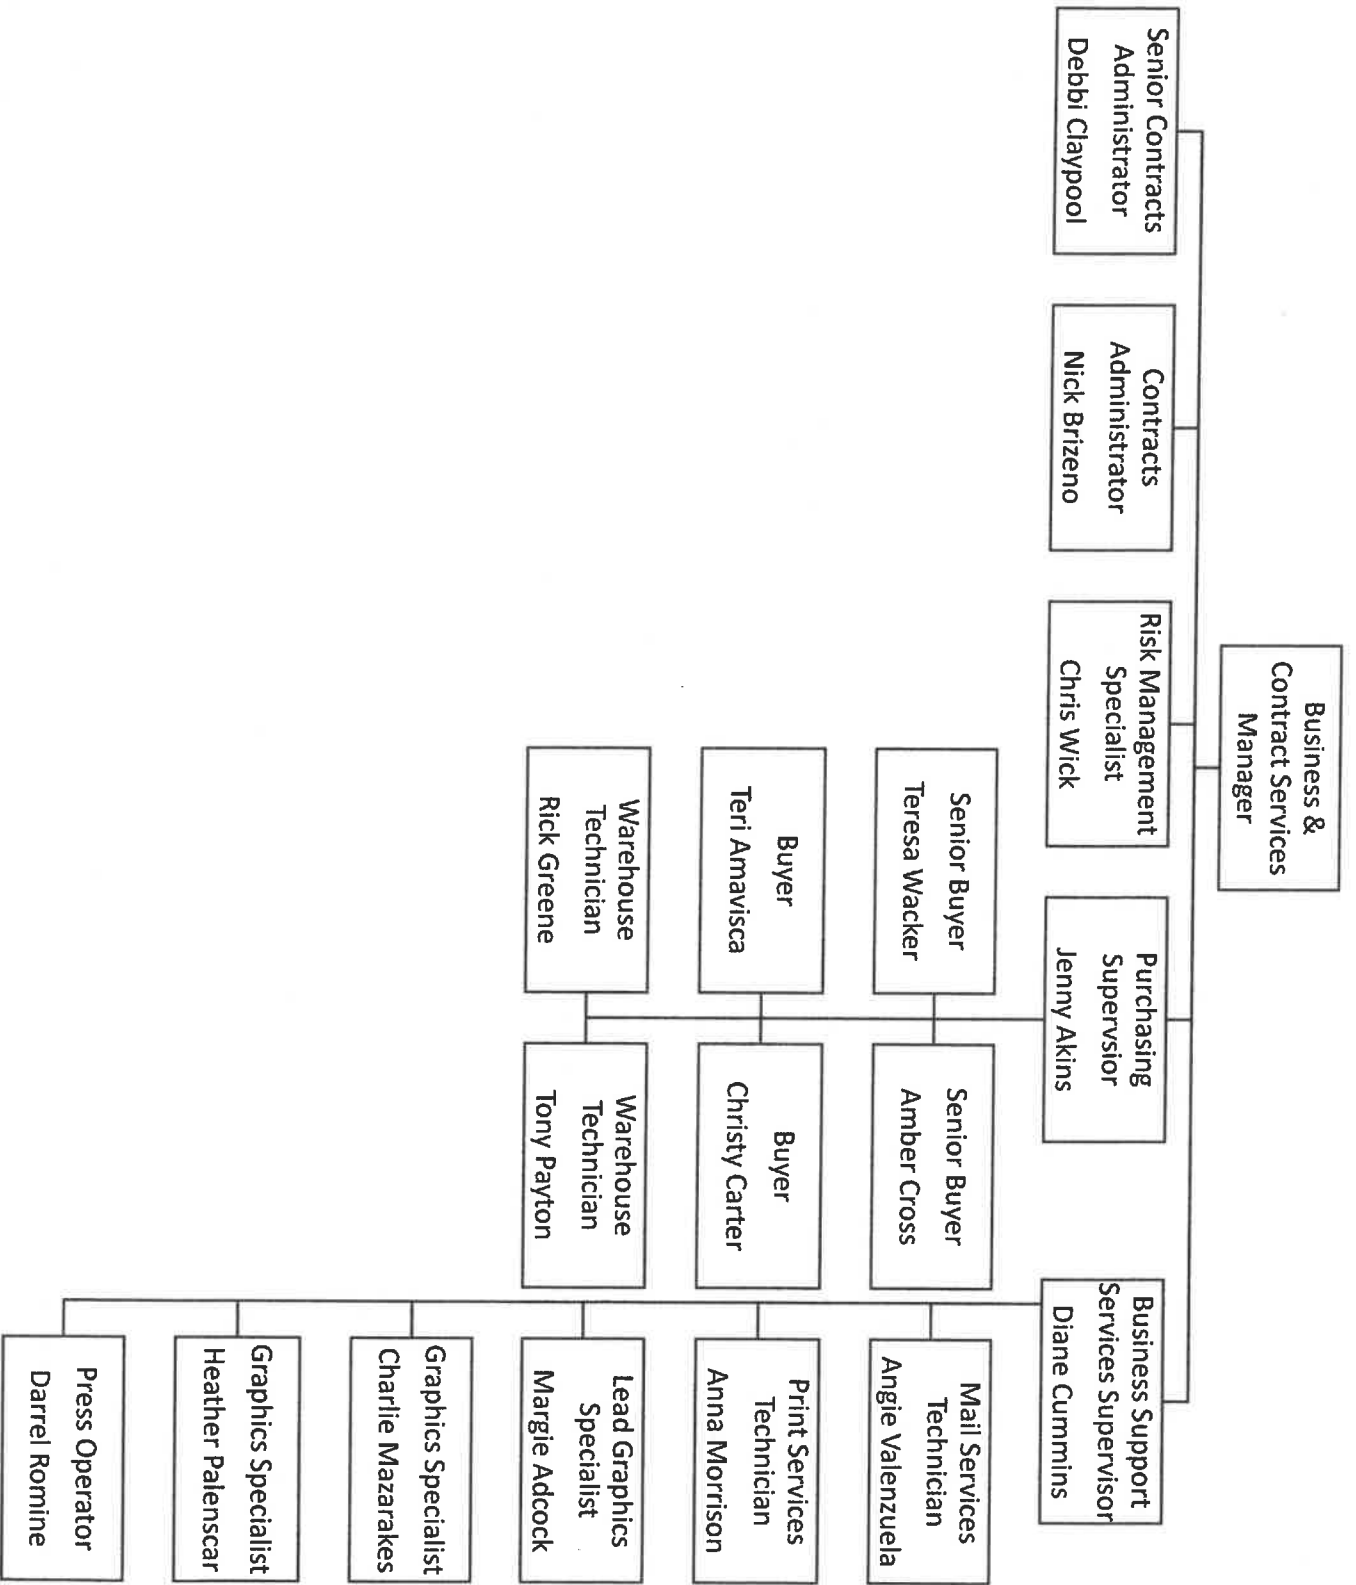 Business &
Contract Services
Manager
Senior Contracts
Administrator
Debbi Claypool
Contracts
Administrator
Nick Brizeno
Risk Management
Specialist
Chris Wick
Purchasing
Supervsior
Jenny Akins
Business Support
Services Supervisor
Diane Cummins
Senior Buyer
Teresa Wacker
Senior Buyer
Amber Cross
Buyer
Teri Amavisca
Buyer
Christy Carter
Warehouse
Technician
Rick Greene
Warehouse
Technician
Tony Payton
Mail Services
Technician
Angie Valenzuela
Print Services
Technician
Anna Morrison
Lead Graphics
Specialist
Margie Adcock
Graphics Specialist
Charlie Mazarakes
Graphics Specialist
Heather Palenscar
Press Operator
Darrel Romine